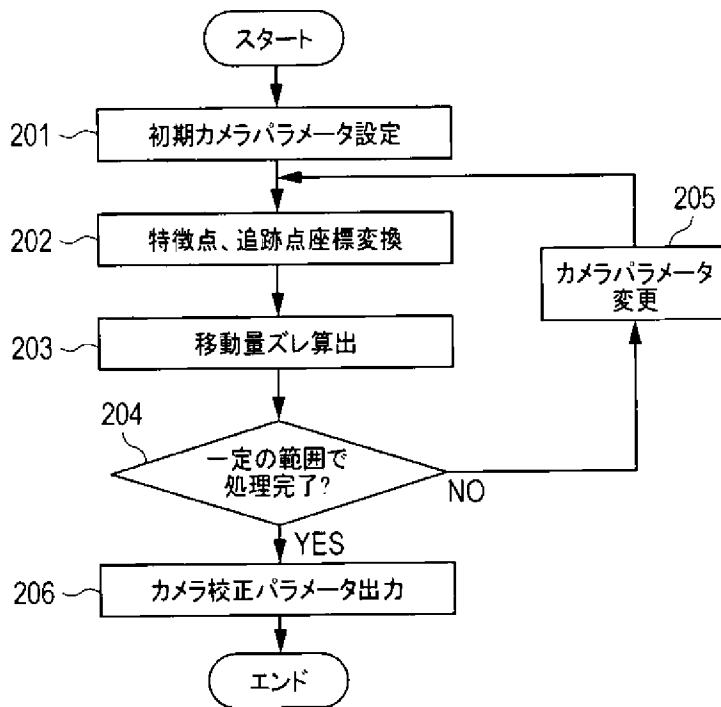 スタート
201
初期カメラパラメータ設定
205
202
特徴点、追跡点座標変換
カメラパラメータ
変更
203
移動量ズレ算出
204
一定の範囲で
処理完了?
NO
YES
206
カメラ校正パラメータ出力
エンド